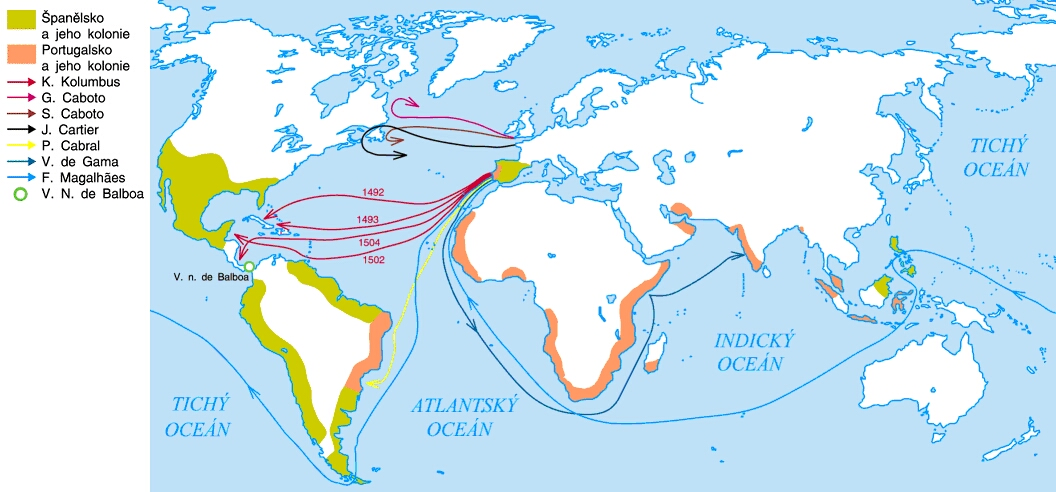 Španělsko
a jeho kolonie
Portugalsko
a jeho kolonie
K. Kolumbus
G. Caboto
S. Caboto
J. Cartier
P. Cabral
V. de Gama
F. Magalhães
V. N. de Balboa
1492
1493
1504
1502
V. n. de Balboa
TICHÝ
OCEÁN
INDICKÝ
OCEÁN
TICHÝ
OCEÁN
ATLANTSKÝ
OCEÁN